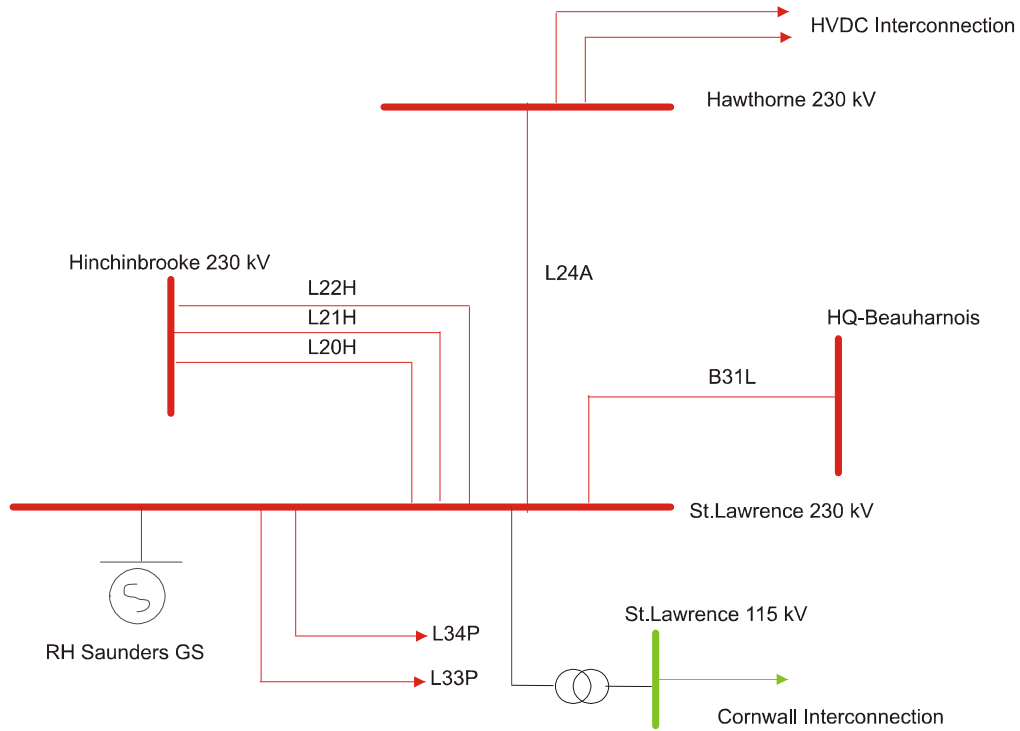 HVDC Interconnection
Hawthorne 230 kV
Hinchinbrooke 230 kV
L24A
L22H
HQ-Beauharnois
L21H
L20H
B31L
St.Lawrence 230 kV
St.Lawrence 115 kV
L34P
RH Saunders GS
L33P
Cornwall Interconnection